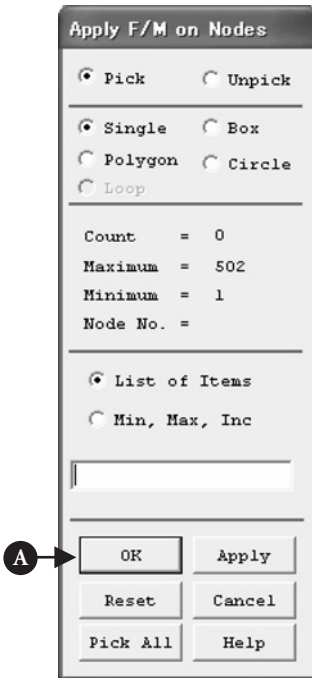 Apply F/M on Nodes
Pick Unpick
Single Box
Polygon Circle
Loop
Count = 0
Maximum = 502
Minimum = 1
Node No. =
List of Items
Min, Max, Inc
A OK Apply
Reset Cancel
Pick All Help